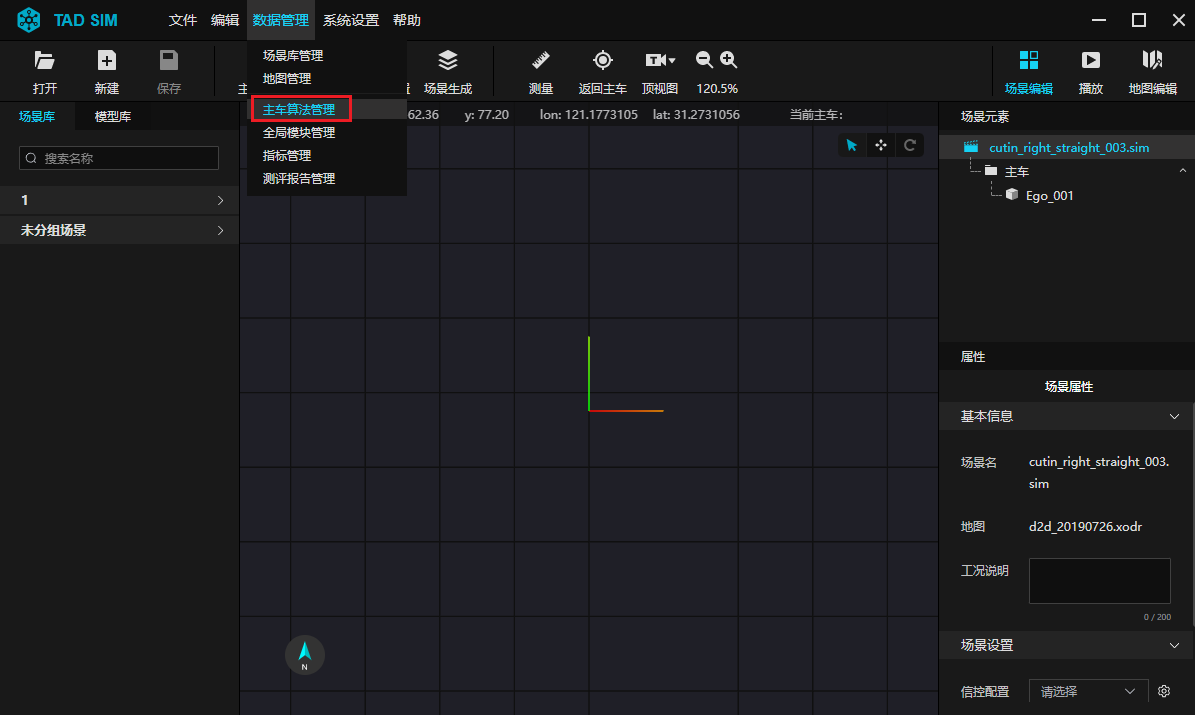 TAD SIM
文件 编辑 数据管理 系统设置 帮助
打开 新建 保存
场景库管理
地图管理
主车算法管理
全局模块管理
指标管理
测评报告管理
场景生成 测量 返回主车 顶视图 120.5%
场景编辑 播放 地图编辑
场景库 模型库
62.36 y: 77.20 lon: 121.1773105 lat: 31.2731056 当前主车:
搜索名称
1
未分组场景
N
场景元素
cutin_right_straight_003.sim
主车
Ego_001
属性
场景属性
基本信息
场景名 cutin_right_straight_003.
sim
地图 d2d_20190726.xodr
工况说明
0 / 200
场景设置
信控配置 请选择